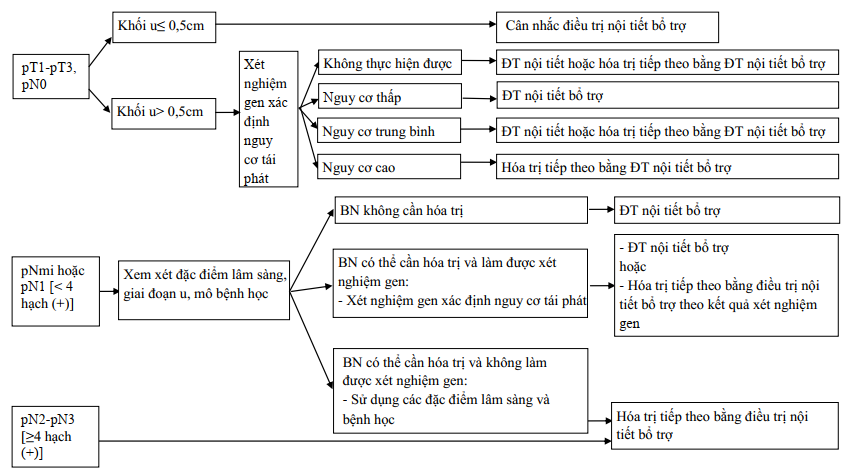 Khối u≤ 0,5cm
Cân nhắc điều trị nội tiết bổ trợ
pT1-pT3,
pN0
Khối u> 0,5cm
Xét
nghiệm
gen xác
định
nguy
cơ tái
phát
Không thực hiện được
ĐT nội tiết hoặc hóa trị tiếp theo bằng ĐT nội tiết bổ trợ
Nguy cơ thấp
ĐT nội tiết bổ trợ
Nguy cơ trung bình
ĐT nội tiết hoặc hóa trị tiếp theo bằng ĐT nội tiết bổ trợ
Nguy cơ cao
Hóa trị tiếp theo bằng ĐT nội tiết bổ trợ
pNmi hoặc
pN1 [< 4
hạch (+)]
Xem xét đặc điểm lâm sàng,
giai đoạn u, mô bệnh học
BN không cần hóa trị
ĐT nội tiết bổ trợ
BN có thể cần hóa trị và làm được xét
nghiệm gen:
- Xét nghiệm gen xác định nguy cơ tái phát
- ĐT nội tiết bổ trợ
hoặc
- Hóa trị tiếp theo bằng điều trị nội
tiết bổ trợ theo kết quả xét nghiệm
gen
BN có thể cần hóa trị và không làm
được xét nghiệm gen:
- Sử dụng các đặc điểm lâm sàng và
bệnh học
pN2-pN3
[≥4 hạch
(+)]
Hóa trị tiếp theo bằng điều trị nội
tiết bổ trợ